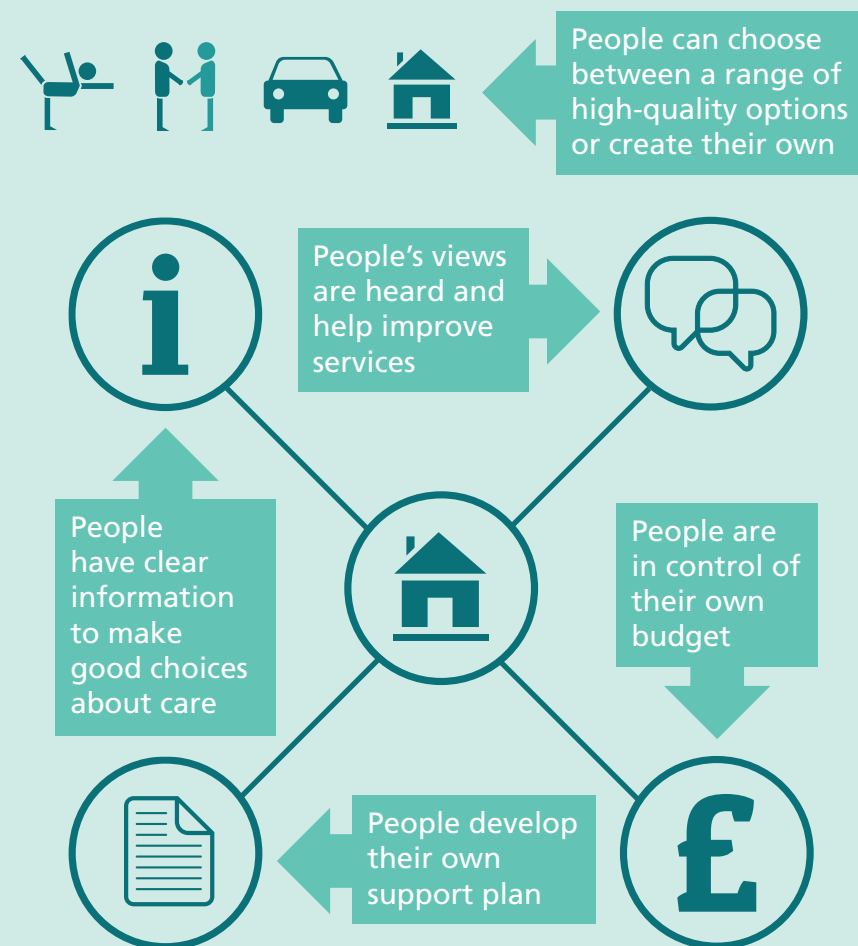 People can choose
between a range of
high-quality options
or create their own
People’s views
are heard and
help improve
services
i
People
have clear
information
to make
good choices
about care
People are
in control of
their own
budget
People develop
their own
support plan
£